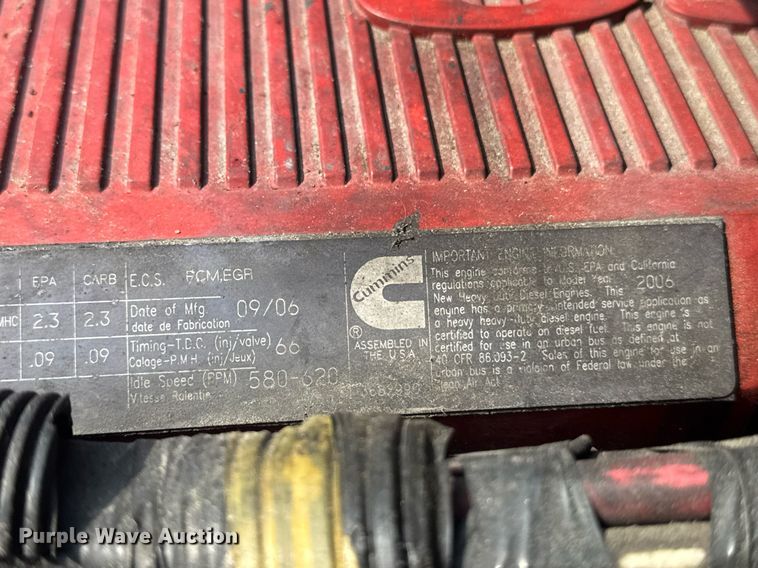 EPA CARB E.C.S. ECM,EGR
MHC 2.3 2.3 Date of Mfg. 09/06
date de Fabrication
.09 .09 Timing-T.D.C. (inj/valve) 66
Calage-P.M.H. (inj/Jeux)
Idle Speed (RPM) 580-620
Vitesse Ralentie
Cummins
®
ASSEMBLED IN
THE U.S.A.
IMPORTANT ENGINE INFORMATION
This engine conforms U.S. EPA and California
regulations applicable to Model Year 2006
New Heavy Duty Diesel Engines. This
engine has a primary intended service application as
a heavy heavy-duty diesel engine. This engine is
certified to operate on diesel fuel. This engine is not
certified for use in an urban bus as defined at
40 CFR 86.093-2. Sales of this engine for use in an
urban bus is a violation of Federal law under the
Clean Air Act.
Purple Wave Auction